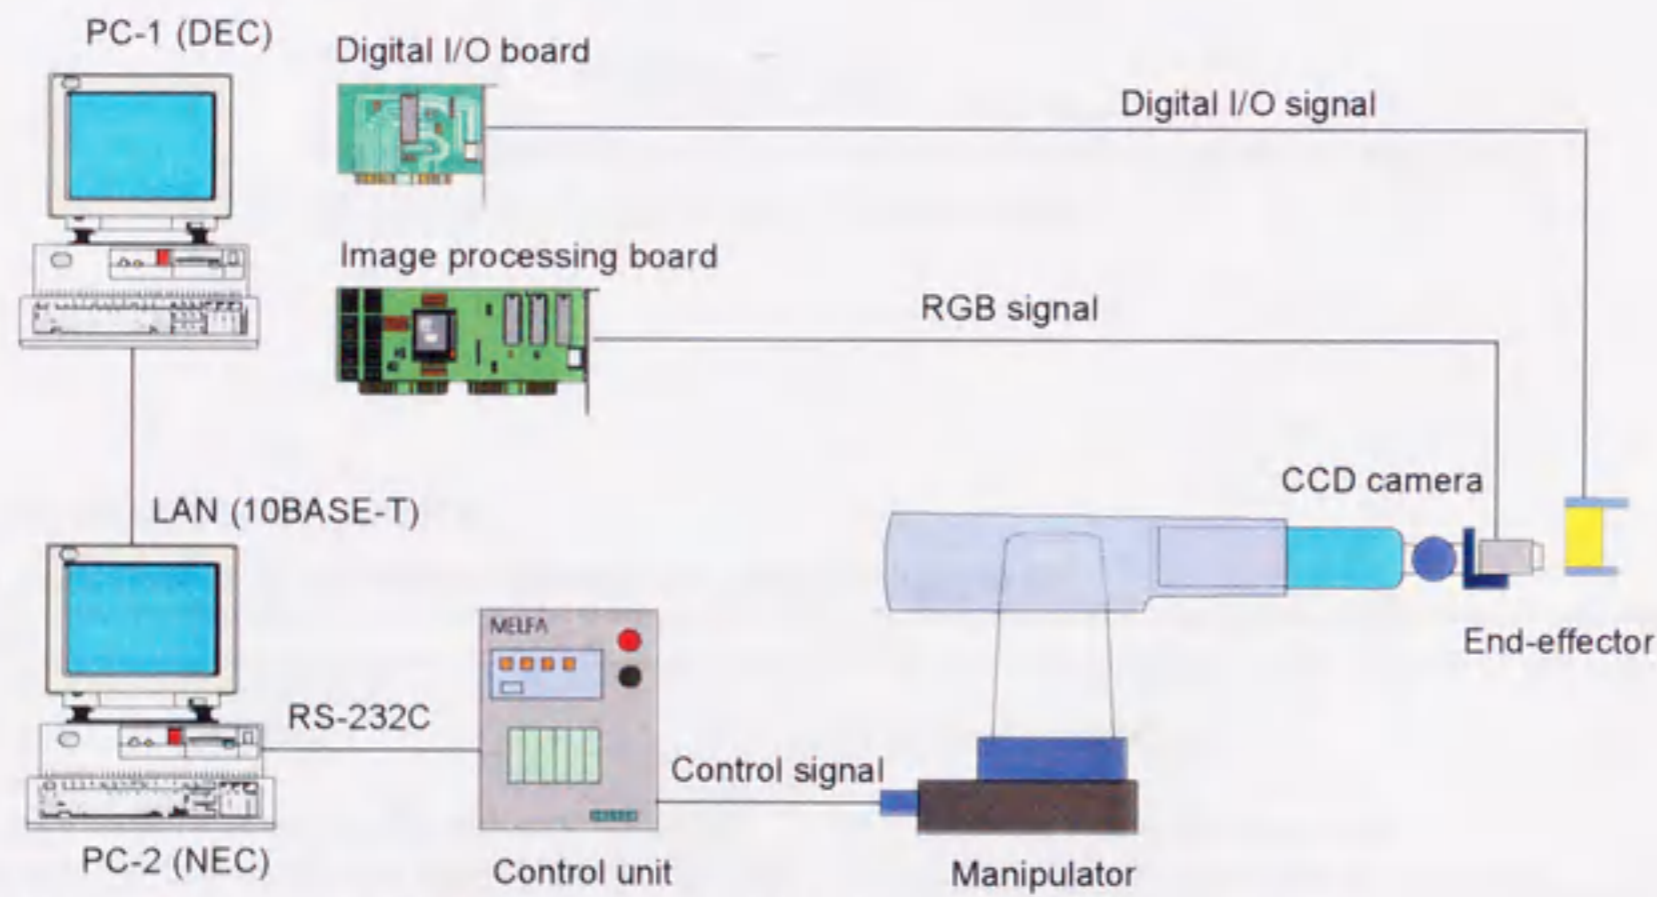 PC-1 (DEC)
Digital I/O board
Digital I/O signal
Image processing board
RGB signal
CCD camera
LAN (10BASE-T)
End-effector
MELFA
RS-232C
Control signal
PC-2 (NEC)
Control unit
Manipulator